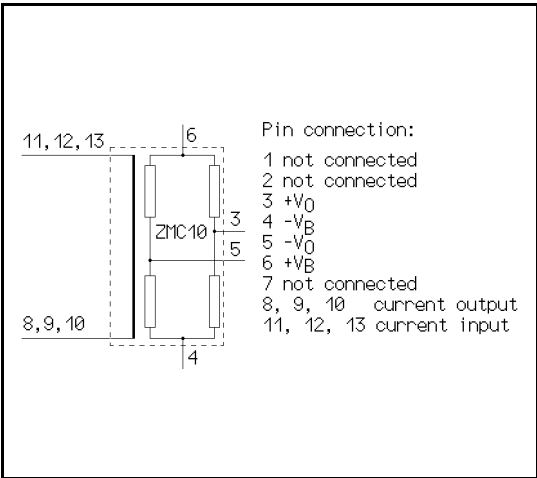 11, 12, 13
6
ZMC10
3
5
8,9,10
4
Pin connection:
1 not connected
2 not connected
3 +VO
4 -VB
5 -VO
6 +VB
7 not connected
8, 9, 10 current output
11, 12, 13 current input